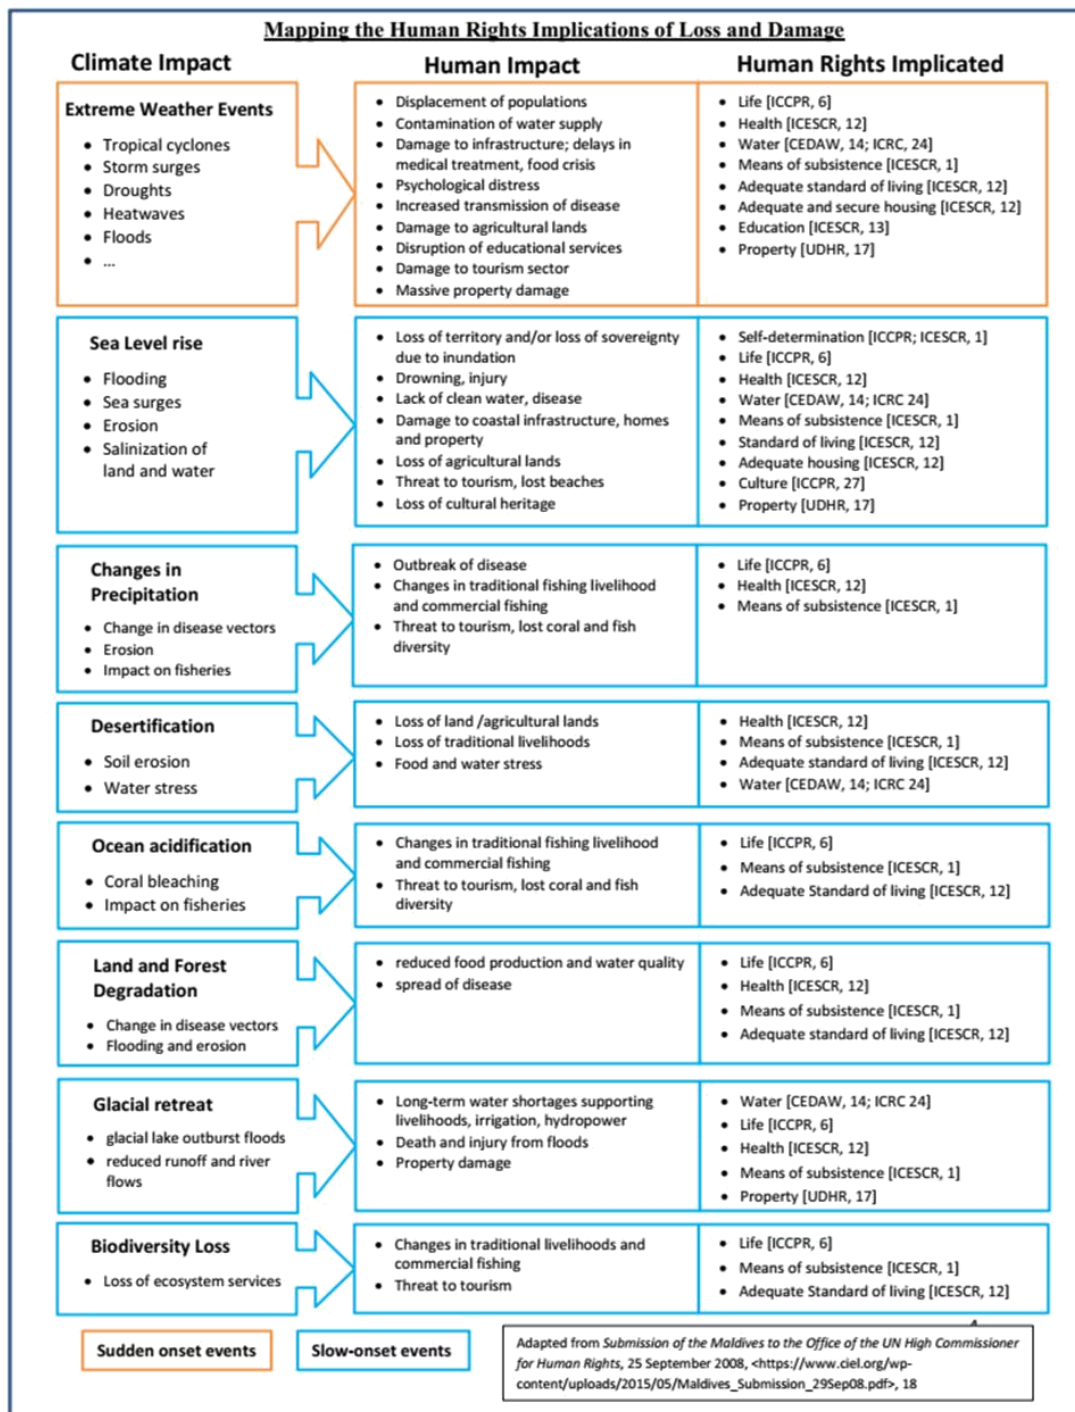 Mapping the Human Rights Implications of Loss and Damage
Climate Impact
Human Impact
Human Rights Implicated
Extreme Weather Events
• Tropical cyclones
• Storm surges
• Droughts
• Heatwaves
• Floods
• ...
• Displacement of populations
• Contamination of water supply
• Damage to infrastructure; delays in
medical treatment, food crisis
• Psychological distress
• Increased transmission of disease
• Damage to agricultural lands
• Disruption of educational services
• Damage to tourism sector
• Massive property damage
• Life [ICCPR, 6]
• Health [ICESCR, 12]
• Water [CEDAW, 14; ICRC, 24]
• Means of subsistence [ICESCR, 1]
• Adequate standard of living [ICESCR, 12]
• Adequate and secure housing [ICESCR, 12]
• Education [ICESCR, 13]
• Property [UDHR, 17]
Sea Level rise
• Flooding
• Sea surges
• Erosion
• Salinization of
land and water
• Loss of territory and/or loss of sovereignty
due to inundation
• Drowning, injury
• Lack of clean water, disease
• Damage to coastal infrastructure, homes
and property
• Loss of agricultural lands
• Threat to tourism, lost beaches
• Loss of cultural heritage
• Self-determination [ICCPR; ICESCR, 1]
• Life [ICCPR, 6]
• Health [ICESCR, 12]
• Water [CEDAW, 14; ICRC 24]
• Means of subsistence [ICESCR, 1]
• Standard of living [ICESCR, 12]
• Adequate housing [ICESCR, 12]
• Culture [ICCPR, 27]
• Property [UDHR, 17]
Changes in
Precipitation
• Change in disease vectors
• Erosion
• Impact on fisheries
• Outbreak of disease
• Changes in traditional fishing livelihood
and commercial fishing
• Threat to tourism, lost coral and fish
diversity
• Life [ICCPR, 6]
• Health [ICESCR, 12]
• Means of subsistence [ICESCR, 1]
Desertification
• Soil erosion
• Water stress
• Loss of land /agricultural lands
• Loss of traditional livelihoods
• Food and water stress
• Health [ICESCR, 12]
• Means of subsistence [ICESCR, 1]
• Adequate standard of living [ICESCR, 12]
• Water [CEDAW, 14; ICRC 24]
Ocean acidification
• Coral bleaching
• Impact on fisheries
• Changes in traditional fishing livelihood
and commercial fishing
• Threat to tourism, lost coral and fish
diversity
• Life [ICCPR, 6]
• Means of subsistence [ICESCR, 1]
• Adequate Standard of living [ICESCR, 12]
Land and Forest
Degradation
• Change in disease vectors
• Flooding and erosion
• reduced food production and water quality
• spread of disease
• Life [ICCPR, 6]
• Health [ICESCR, 12]
• Means of subsistence [ICESCR, 1]
• Adequate standard of living [ICESCR, 12]
Glacial retreat
• glacial lake outburst floods
• reduced runoff and river
flows
• Long-term water shortages supporting
livelihoods, irrigation, hydropower
• Death and injury from floods
• Property damage
• Water [CEDAW, 14; ICRC 24]
• Life [ICCPR, 6]
• Health [ICESCR, 12]
• Means of subsistence [ICESCR, 1]
• Property [UDHR, 17]
Biodiversity Loss
• Loss of ecosystem services
• Changes in traditional livelihoods and
commercial fishing
• Threat to tourism
• Life [ICCPR, 6]
• Means of subsistence [ICESCR, 1]
• Adequate Standard of living [ICESCR, 12]
Sudden onset events
Slow-onset events
Adapted from Submission of the Maldives to the Office of the UN High Commissioner
for Human Rights, 25 September 2008, <https://www.ciel.org/wp-
content/uploads/2015/05/Maldives_Submission_29Sep08.pdf>, 18